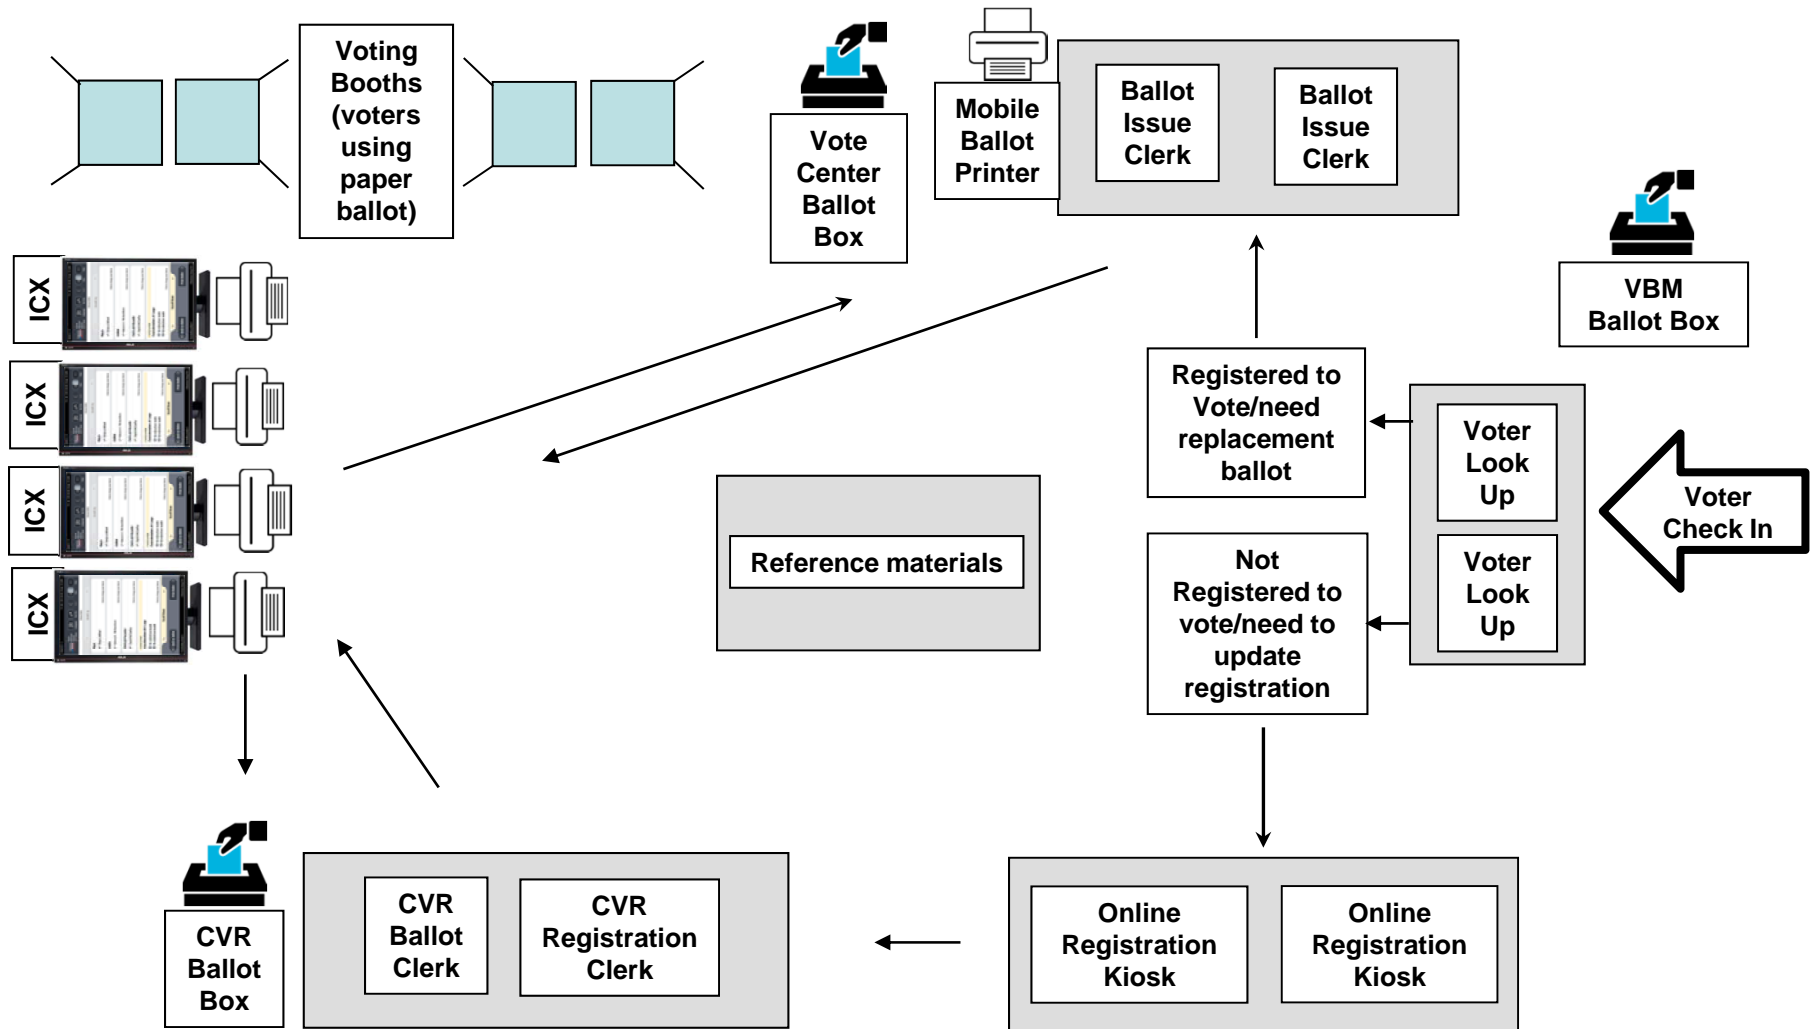 Voting
Booths
(voters
using
paper
ballot)
Vote
Center
Ballot
Box
Mobile
Ballot
Printer
Ballot
Issue
Clerk
Ballot
Issue
Clerk
VBM
Ballot Box
ICX
ICX
ICX
ICX
Registered to
Vote/need
replacement
ballot
Voter
Look
Up
Voter
Check In
Reference materials
Not
Registered to
vote/need to
update
registration
Voter
Look
Up
CVR
Ballot
Box
CVR
Ballot
Clerk
CVR
Registration
Clerk
Online
Registration
Kiosk
Online
Registration
Kiosk